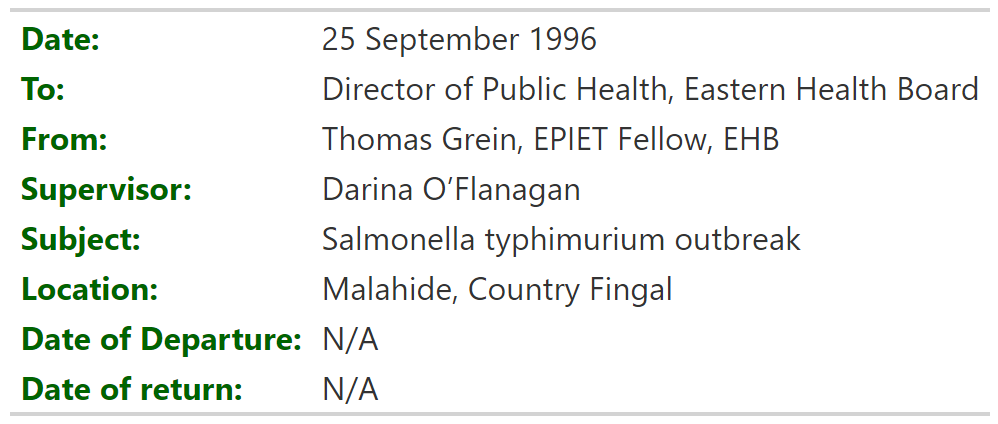 Date: 25 September 1996
To: Director of Public Health, Eastern Health Board
From: Thomas Grein, EPIET Fellow, EHB
Supervisor: Darina O’Flanagan
Subject: Salmonella typhimurium outbreak
Location: Malahide, Country Fingal
Date of Departure: N/A
Date of return: N/A